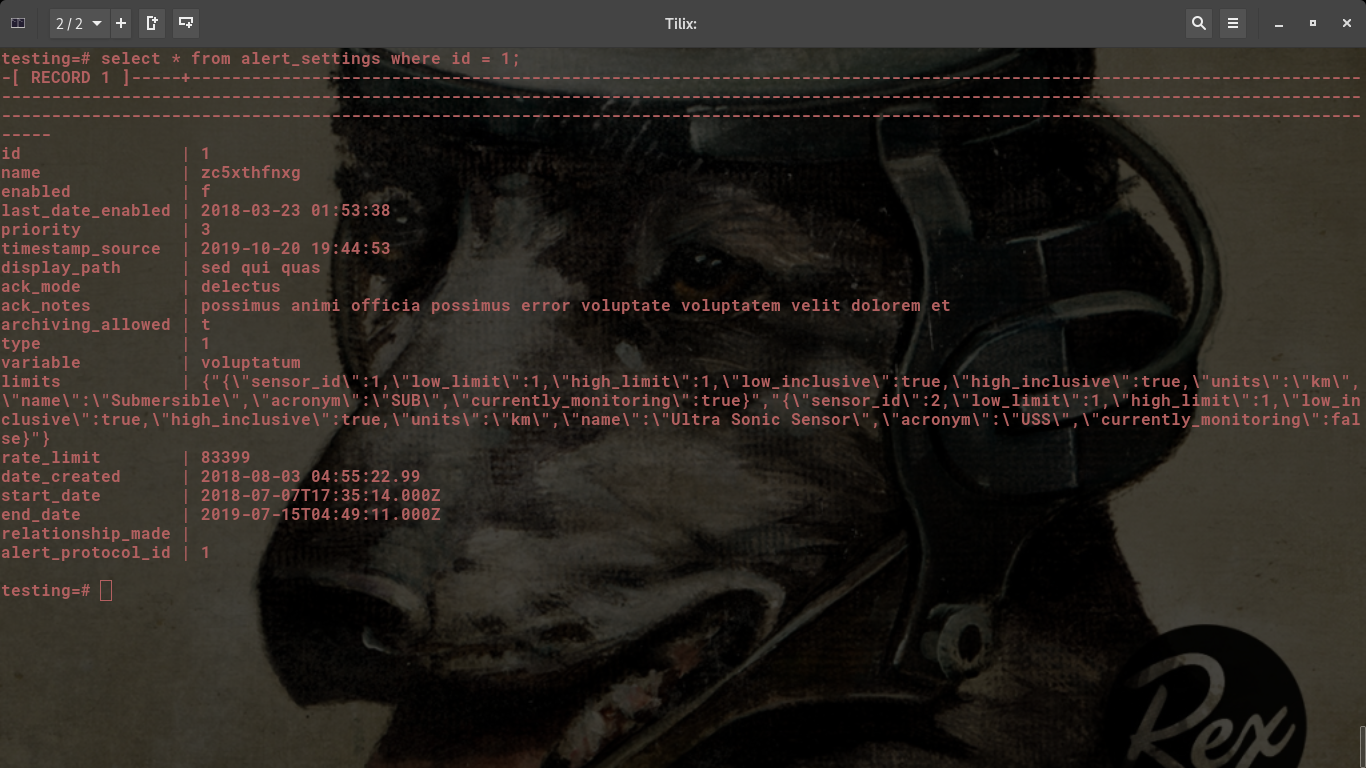 2 / 2
Tilix:
testing=# select * from alert_settings where id = 1;
-[ RECORD 1 ]-----+---------------------------------------------------------------------------------------------------------------------
----------------------------------------------------------------------------------------------------------------------------------------
----------------------------------------------------------------------------------------------------------------------------------------
-----
id                | 1
name              | zc5xthfnxg
enabled           | f
last_date_enabled | 2018-03-23 01:53:38
priority          | 3
timestamp_source  | 2019-10-20 19:44:53
display_path      | sed qui quas
ack_mode          | delectus
ack_notes         | possimus animi officia possimus error voluptate voluptatem velit dolorem et
archiving_allowed | t
type              | 1
variable          | voluptatum
limits            | {"{\"sensor_id\":1,\"low_limit\":1,\"high_limit\":1,\"low_inclusive\":true,\"high_inclusive\":true,\"units\":\"km\",
\"name\":\"Submersible\",\"acronym\":\"SUB\",\"currently_monitoring\":true}","{\"sensor_id\":2,\"low_limit\":1,\"high_limit\":1,\"low_in
clusive\":true,\"high_inclusive\":true,\"units\":\"km\",\"name\":\"Ultra Sonic Sensor\",\"acronym\":\"USS\",\"currently_monitoring\":fal
se}"}
rate_limit        | 83399
date_created      | 2018-08-03 04:55:22.99
start_date        | 2018-07-07T17:35:14.000Z
end_date          | 2019-07-15T04:49:11.000Z
relationship_made |
alert_protocol_id | 1
testing=#
Rex